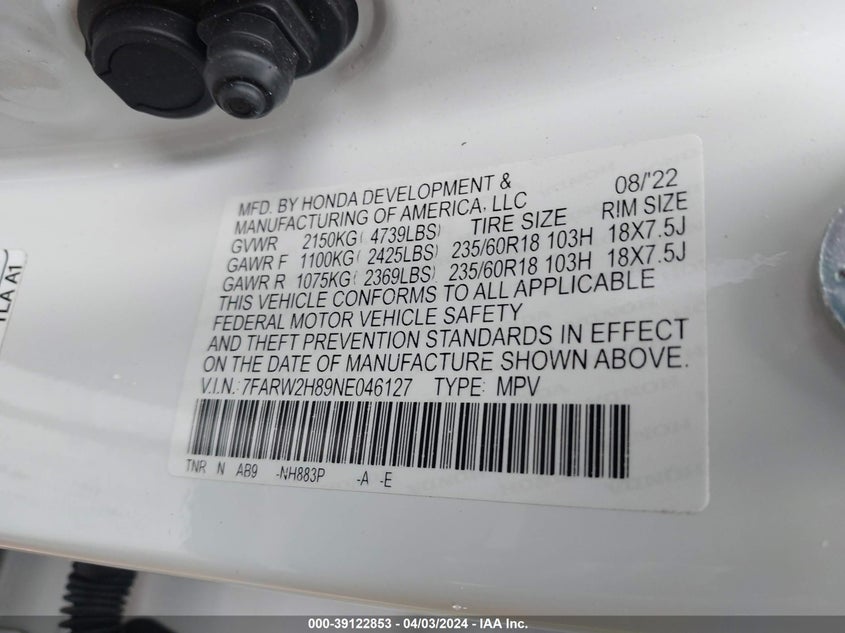 MFD. BY HONDA DEVELOPMENT & 08/'22
MANUFACTURING OF AMERICA, LLC
GVWR 2150KG( 4739LBS) TIRE SIZE RIM SIZE
GAWR F 1100KG( 2425LBS) 235/60R18 103H 18X7.5J
GAWR R 1075KG( 2369LBS) 235/60R18 103H 18X7.5J
THIS VEHICLE CONFORMS TO ALL APPLICABLE
FEDERAL MOTOR VEHICLE SAFETY
AND THEFT PREVENTION STANDARDS IN EFFECT
ON THE DATE OF MANUFACTURE SHOWN ABOVE.
V.I.N.: 7FARW2H89NE046127 TYPE: MPV
TNR N AB9 -NH883P -A -E
TLA A1
000-39122853 - 04/03/2024 - IAA Inc.